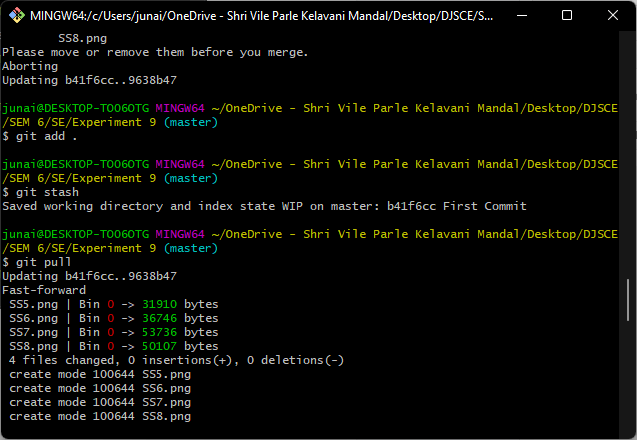 MINGW64:/c/Users/junai/OneDrive - Shri Vile Parle Kelavani Mandal/Desktop/DJSCE/S...
SS8.png
Please move or remove them before you merge.
Aborting
Updating b41f6cc..9638b47
junai@DESKTOP-TO06OTG MINGW64 ~/OneDrive - Shri Vile Parle Kelavani Mandal/Desktop/DJSCE
/SEM 6/SE/Experiment 9 (master)
$ git add .
junai@DESKTOP-TO06OTG MINGW64 ~/OneDrive - Shri Vile Parle Kelavani Mandal/Desktop/DJSCE
/SEM 6/SE/Experiment 9 (master)
$ git stash
Saved working directory and index state WIP on master: b41f6cc First Commit
junai@DESKTOP-TO06OTG MINGW64 ~/OneDrive - Shri Vile Parle Kelavani Mandal/Desktop/DJSCE
/SEM 6/SE/Experiment 9 (master)
$ git pull
Updating b41f6cc..9638b47
Fast-forward
SS5.png | Bin 0 -> 31910 bytes
SS6.png | Bin 0 -> 36746 bytes
SS7.png | Bin 0 -> 53736 bytes
SS8.png | Bin 0 -> 50107 bytes
4 files changed, 0 insertions(+), 0 deletions(-)
create mode 100644 SS5.png
create mode 100644 SS6.png
create mode 100644 SS7.png
create mode 100644 SS8.png